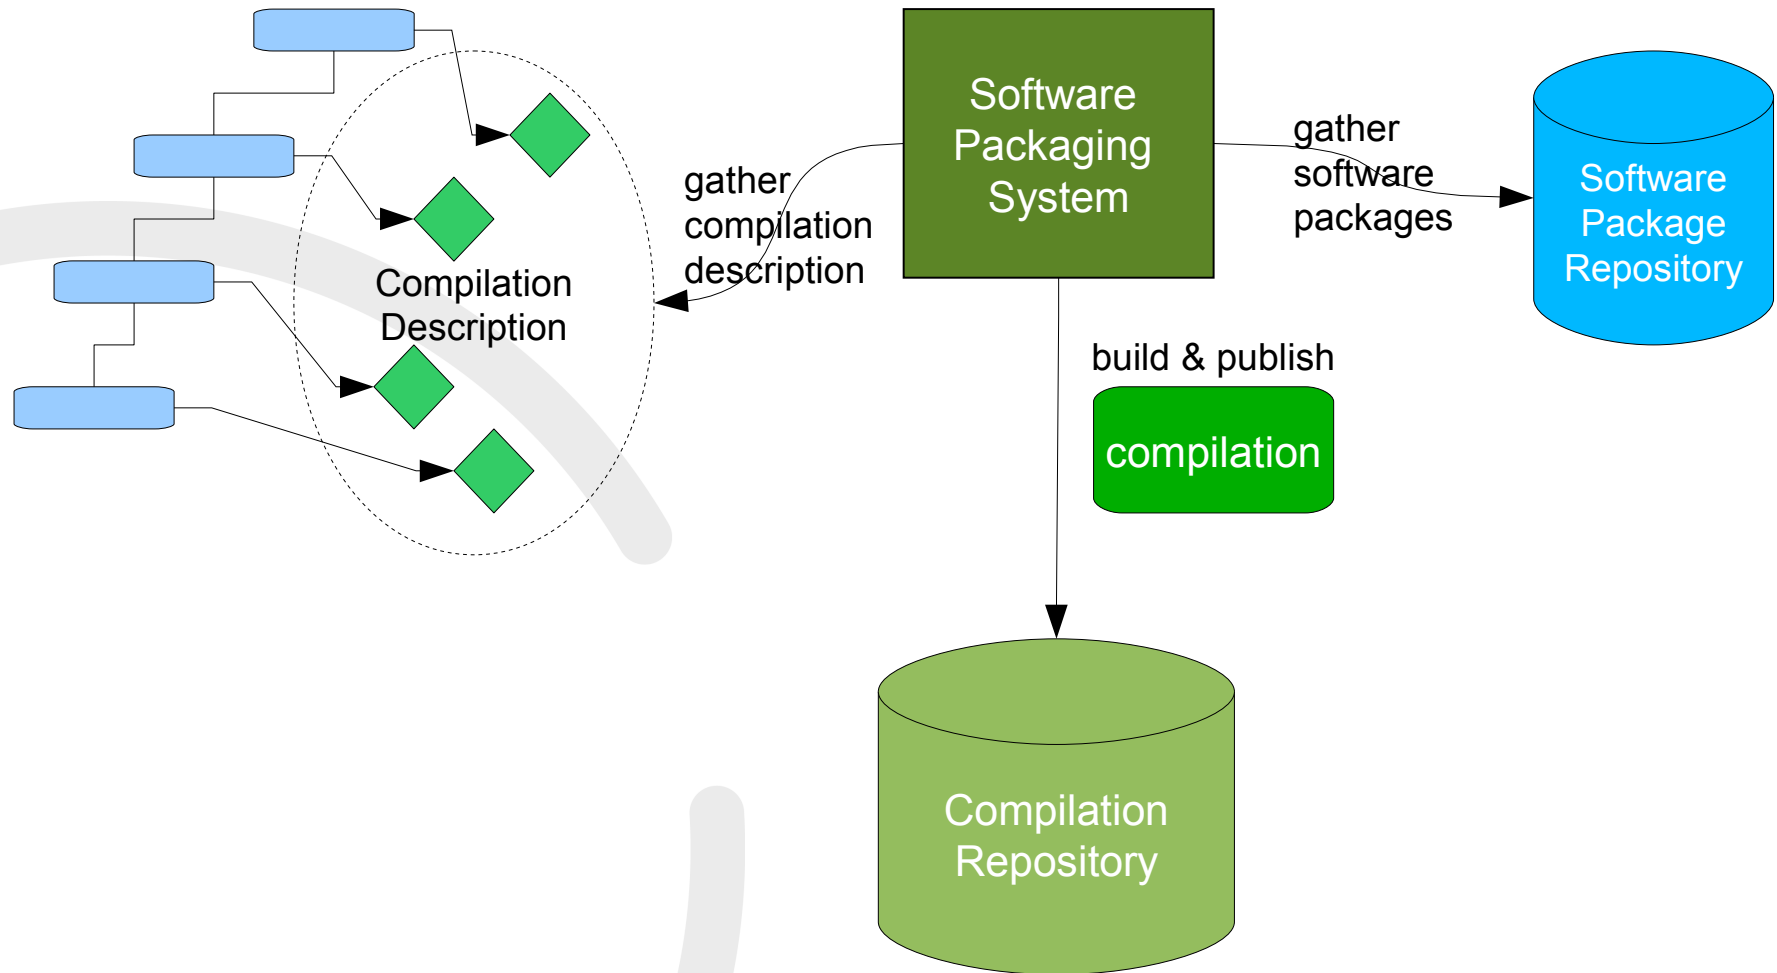 Software
Packaging
System
gather
software
packages
Software
Package
Repository
gather
compilation
description
Compilation
Description
build & publish
compilation
Compilation
Repository